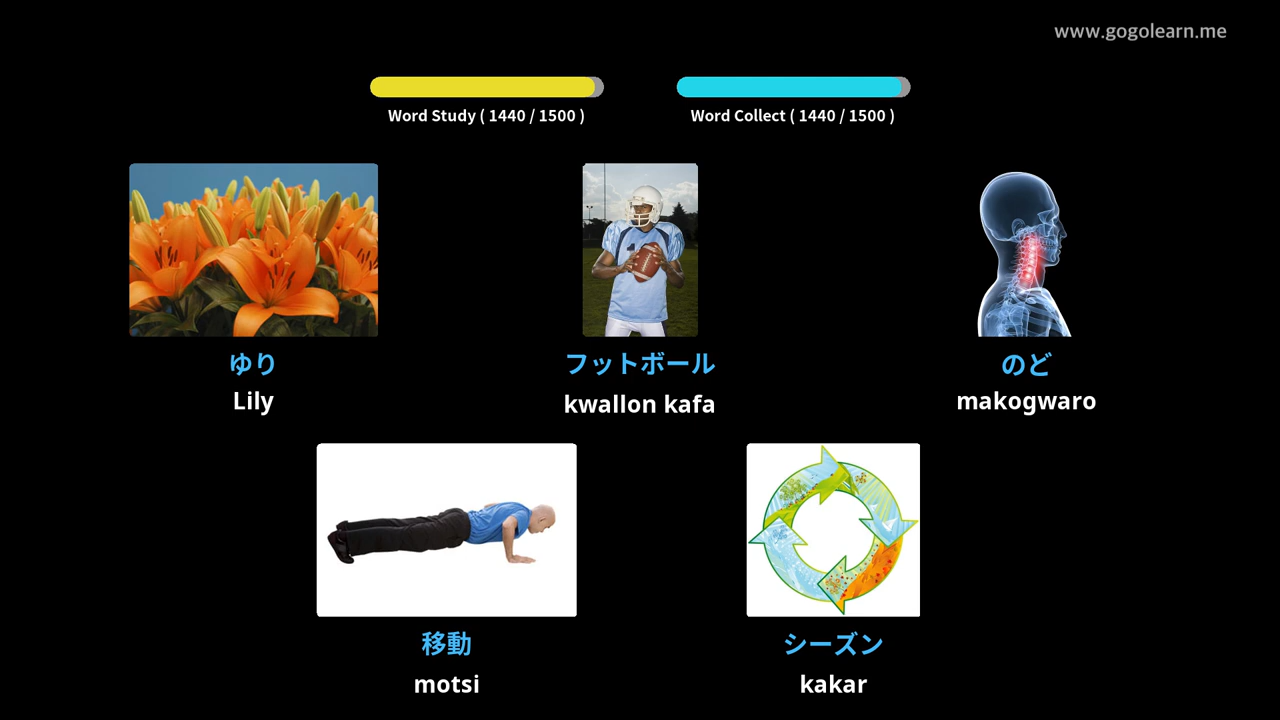 www.gogolearn.me
Word Study ( 1440 / 1500 )
Word Collect ( 1440 / 1500 )
ゆり
Lily
フットボール
kwallon kafa
のど
makogwaro
移動
motsi
シーズン
kakar